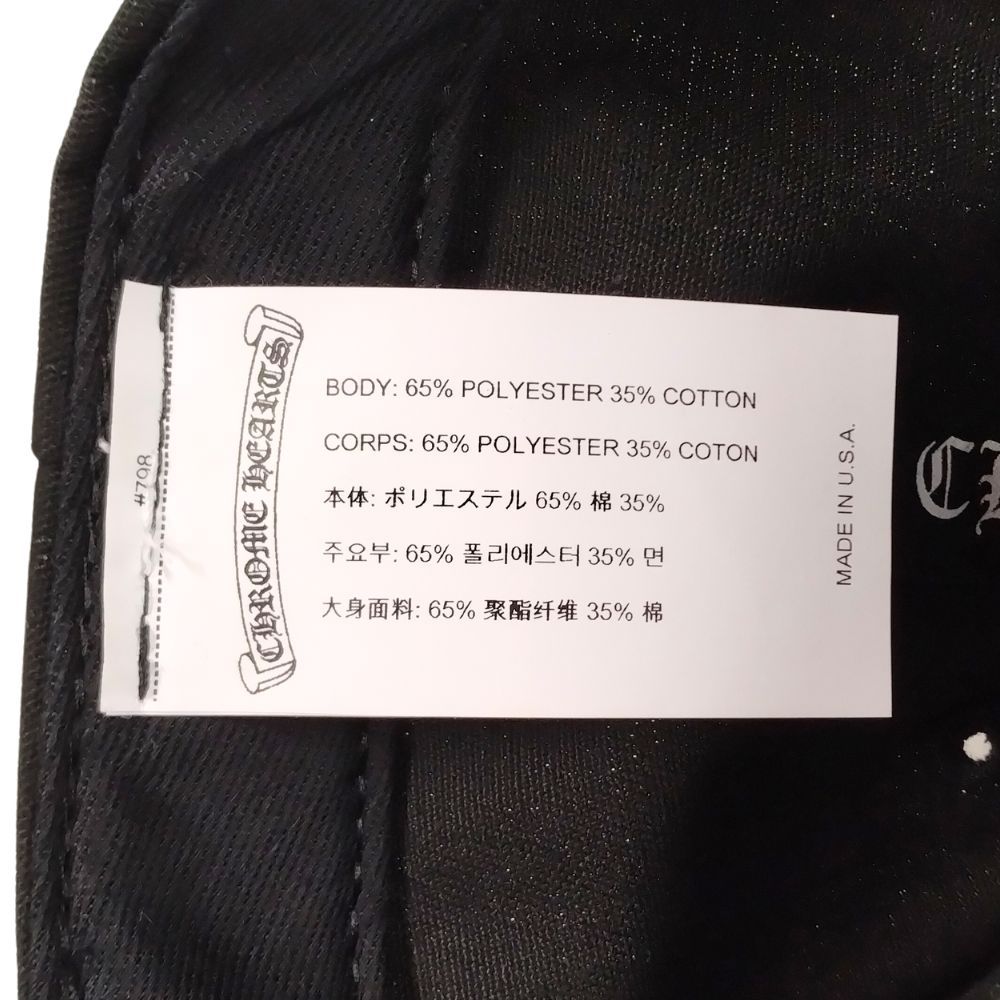 #798
CHROME HEARTS
BODY: 65% POLYESTER 35% COTTON
CORPS: 65% POLYESTER 35% COTON
本体: ポリエステル 65% 棉 35%
주요부: 65% 폴리에스터 35% 면
大身面料: 65% 聚酯纤维 35% 棉
MADE IN U.S.A.